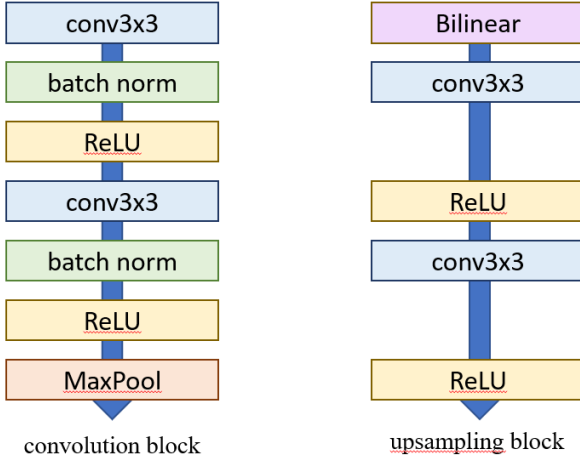 conv3x3
batch norm
ReLU
conv3x3
batch norm
ReLU
MaxPool
convolution block
Bilinear
conv3x3
ReLU
conv3x3
ReLU
upsampling block